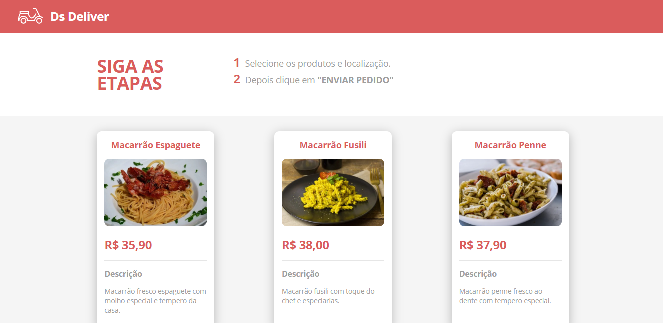 Ds Deliver
SIGA AS
ETAPAS
1 Selecione os produtos e localização.
2 Depois clique em "ENVIAR PEDIDO"
Macarrão Espaguete
R$ 35,90
Descrição
Macarrão fresco espaguete com
molho especial e tempero da
casa.
Macarrão Fusili
R$ 38,00
Descrição
Macarrão fusili com toque do
chef e especiarias.
Macarrão Penne
R$ 37,90
Descrição
Macarrão penne fresco ao
dente com tempero especial.